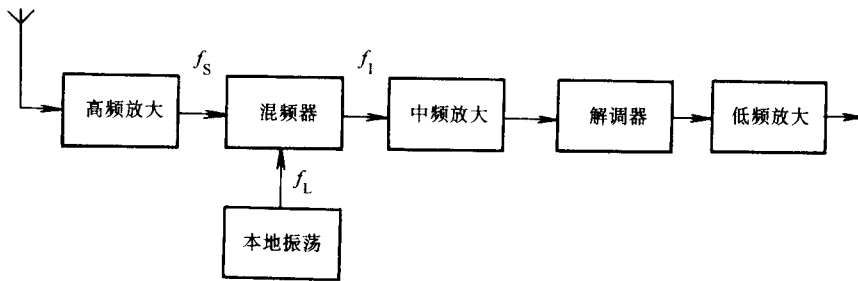 f_S
f_I
高频放大
混频器
中频放大
解调器
低频放大
f_L
本地振荡